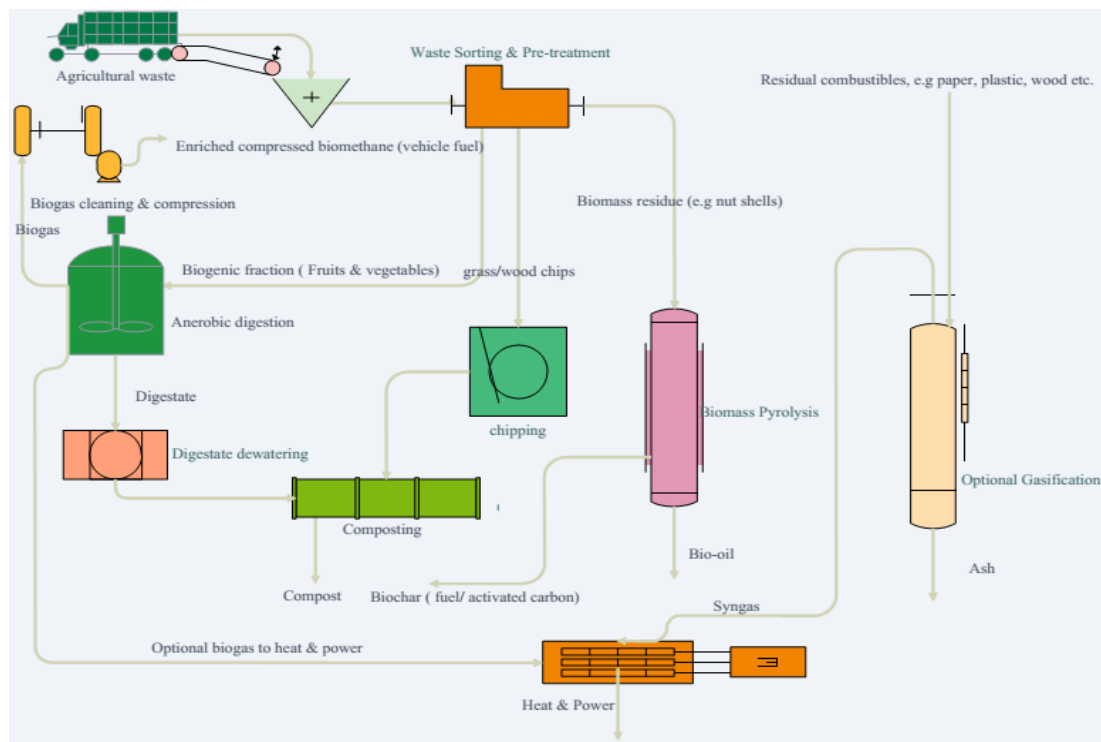 Waste Sorting & Pre-treatment
Agricultural waste
Residual combustibles, e.g paper, plastic, wood etc.
Enriched compressed biomethane (vehicle fuel)
Biogas cleaning & compression
Biomass residue (e.g nut shells)
Biogas
Biogenic fraction ( Fruits & vegetables)
grass/wood chips
Anerobic digestion
Digestate
Biomass Pyrolysis
chipping
Digestate dewatering
Optional Gasification
Composting
Bio-oil
Ash
Compost
Biochar ( fuel/ activated carbon)
Syngas
Optional biogas to heat & power
Heat & Power